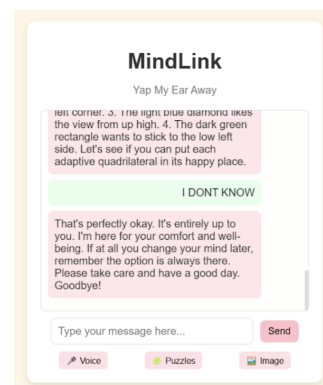 MindLink
Yap My Ear Away
left corner. 3. The light blue diamond likes
the view from up high. 4. The dark green
rectangle wants to stick to the low left
side. Let's see if you can put each
adaptive quadrilateral in its happy place.
I DONT KNOW
That's perfectly okay. It's entirely up to
you. I'm here for your comfort and well-
being. If at all you change your mind later,
remember the option is always there.
Please take care and have a good day.
Goodbye!
Type your message here...
Send
Voice
Puzzles
Image